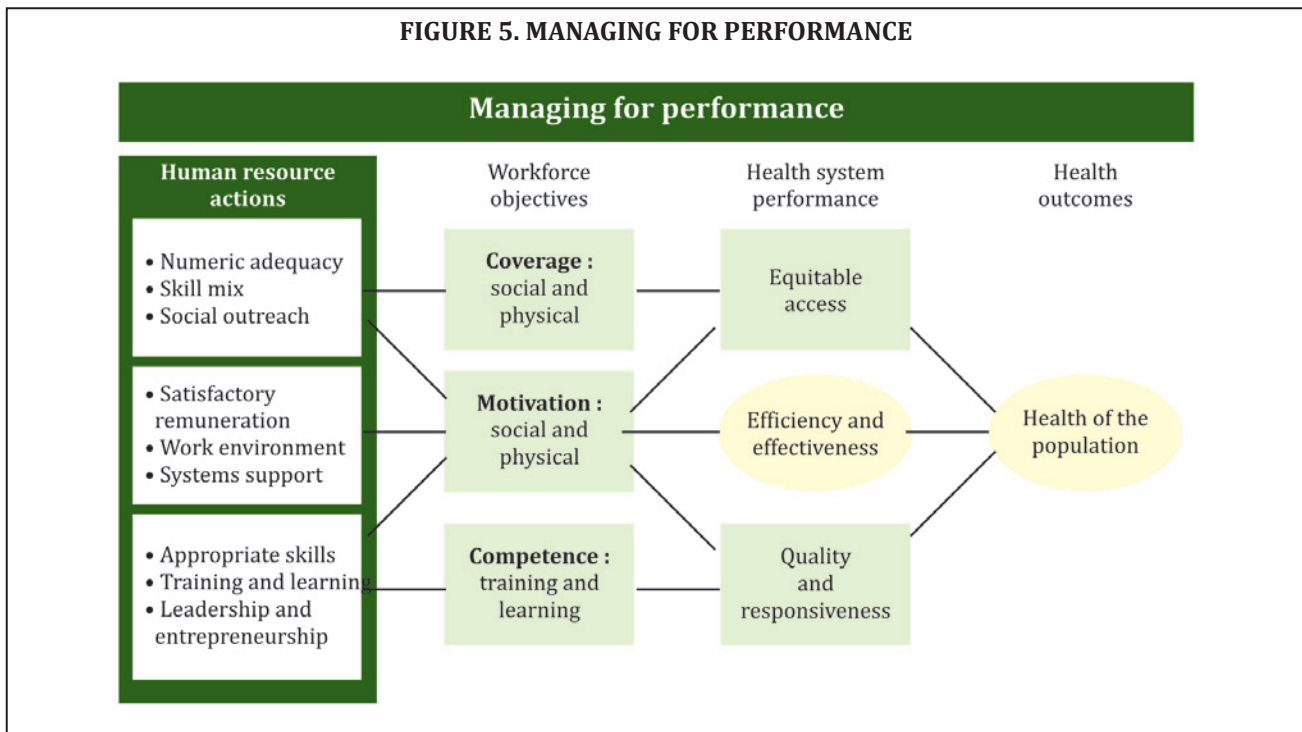 FIGURE 5. MANAGING FOR PERFORMANCE
Managing for performance
Human resource
actions
Workforce
objectives
Health system
performance
Health
outcomes
• Numeric adequacy
• Skill mix
• Social outreach
Coverage :
social and
physical
Equitable
access
• Satisfactory
remuneration
• Work environment
• Systems support
Motivation :
social and
physical
Efficiency and
effectiveness
Health of the
population
• Appropriate skills
• Training and learning
• Leadership and
entrepreneurship
Competence :
training and
learning
Quality
and
responsiveness